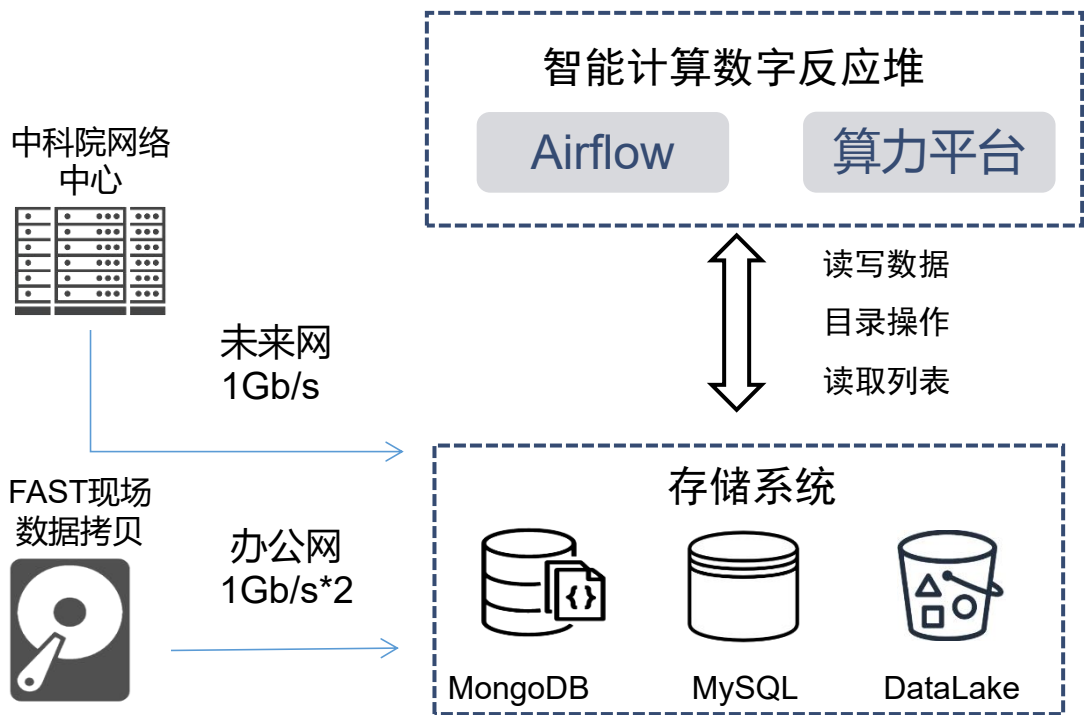 智能计算数字反应堆
Airflow
算力平台
中科院网络
中心
读写数据
目录操作
读取列表
未来网
1Gb/s
FAST现场
数据拷贝
办公网
1Gb/s*2
存储系统
{}
MongoDB
MySQL
DataLake